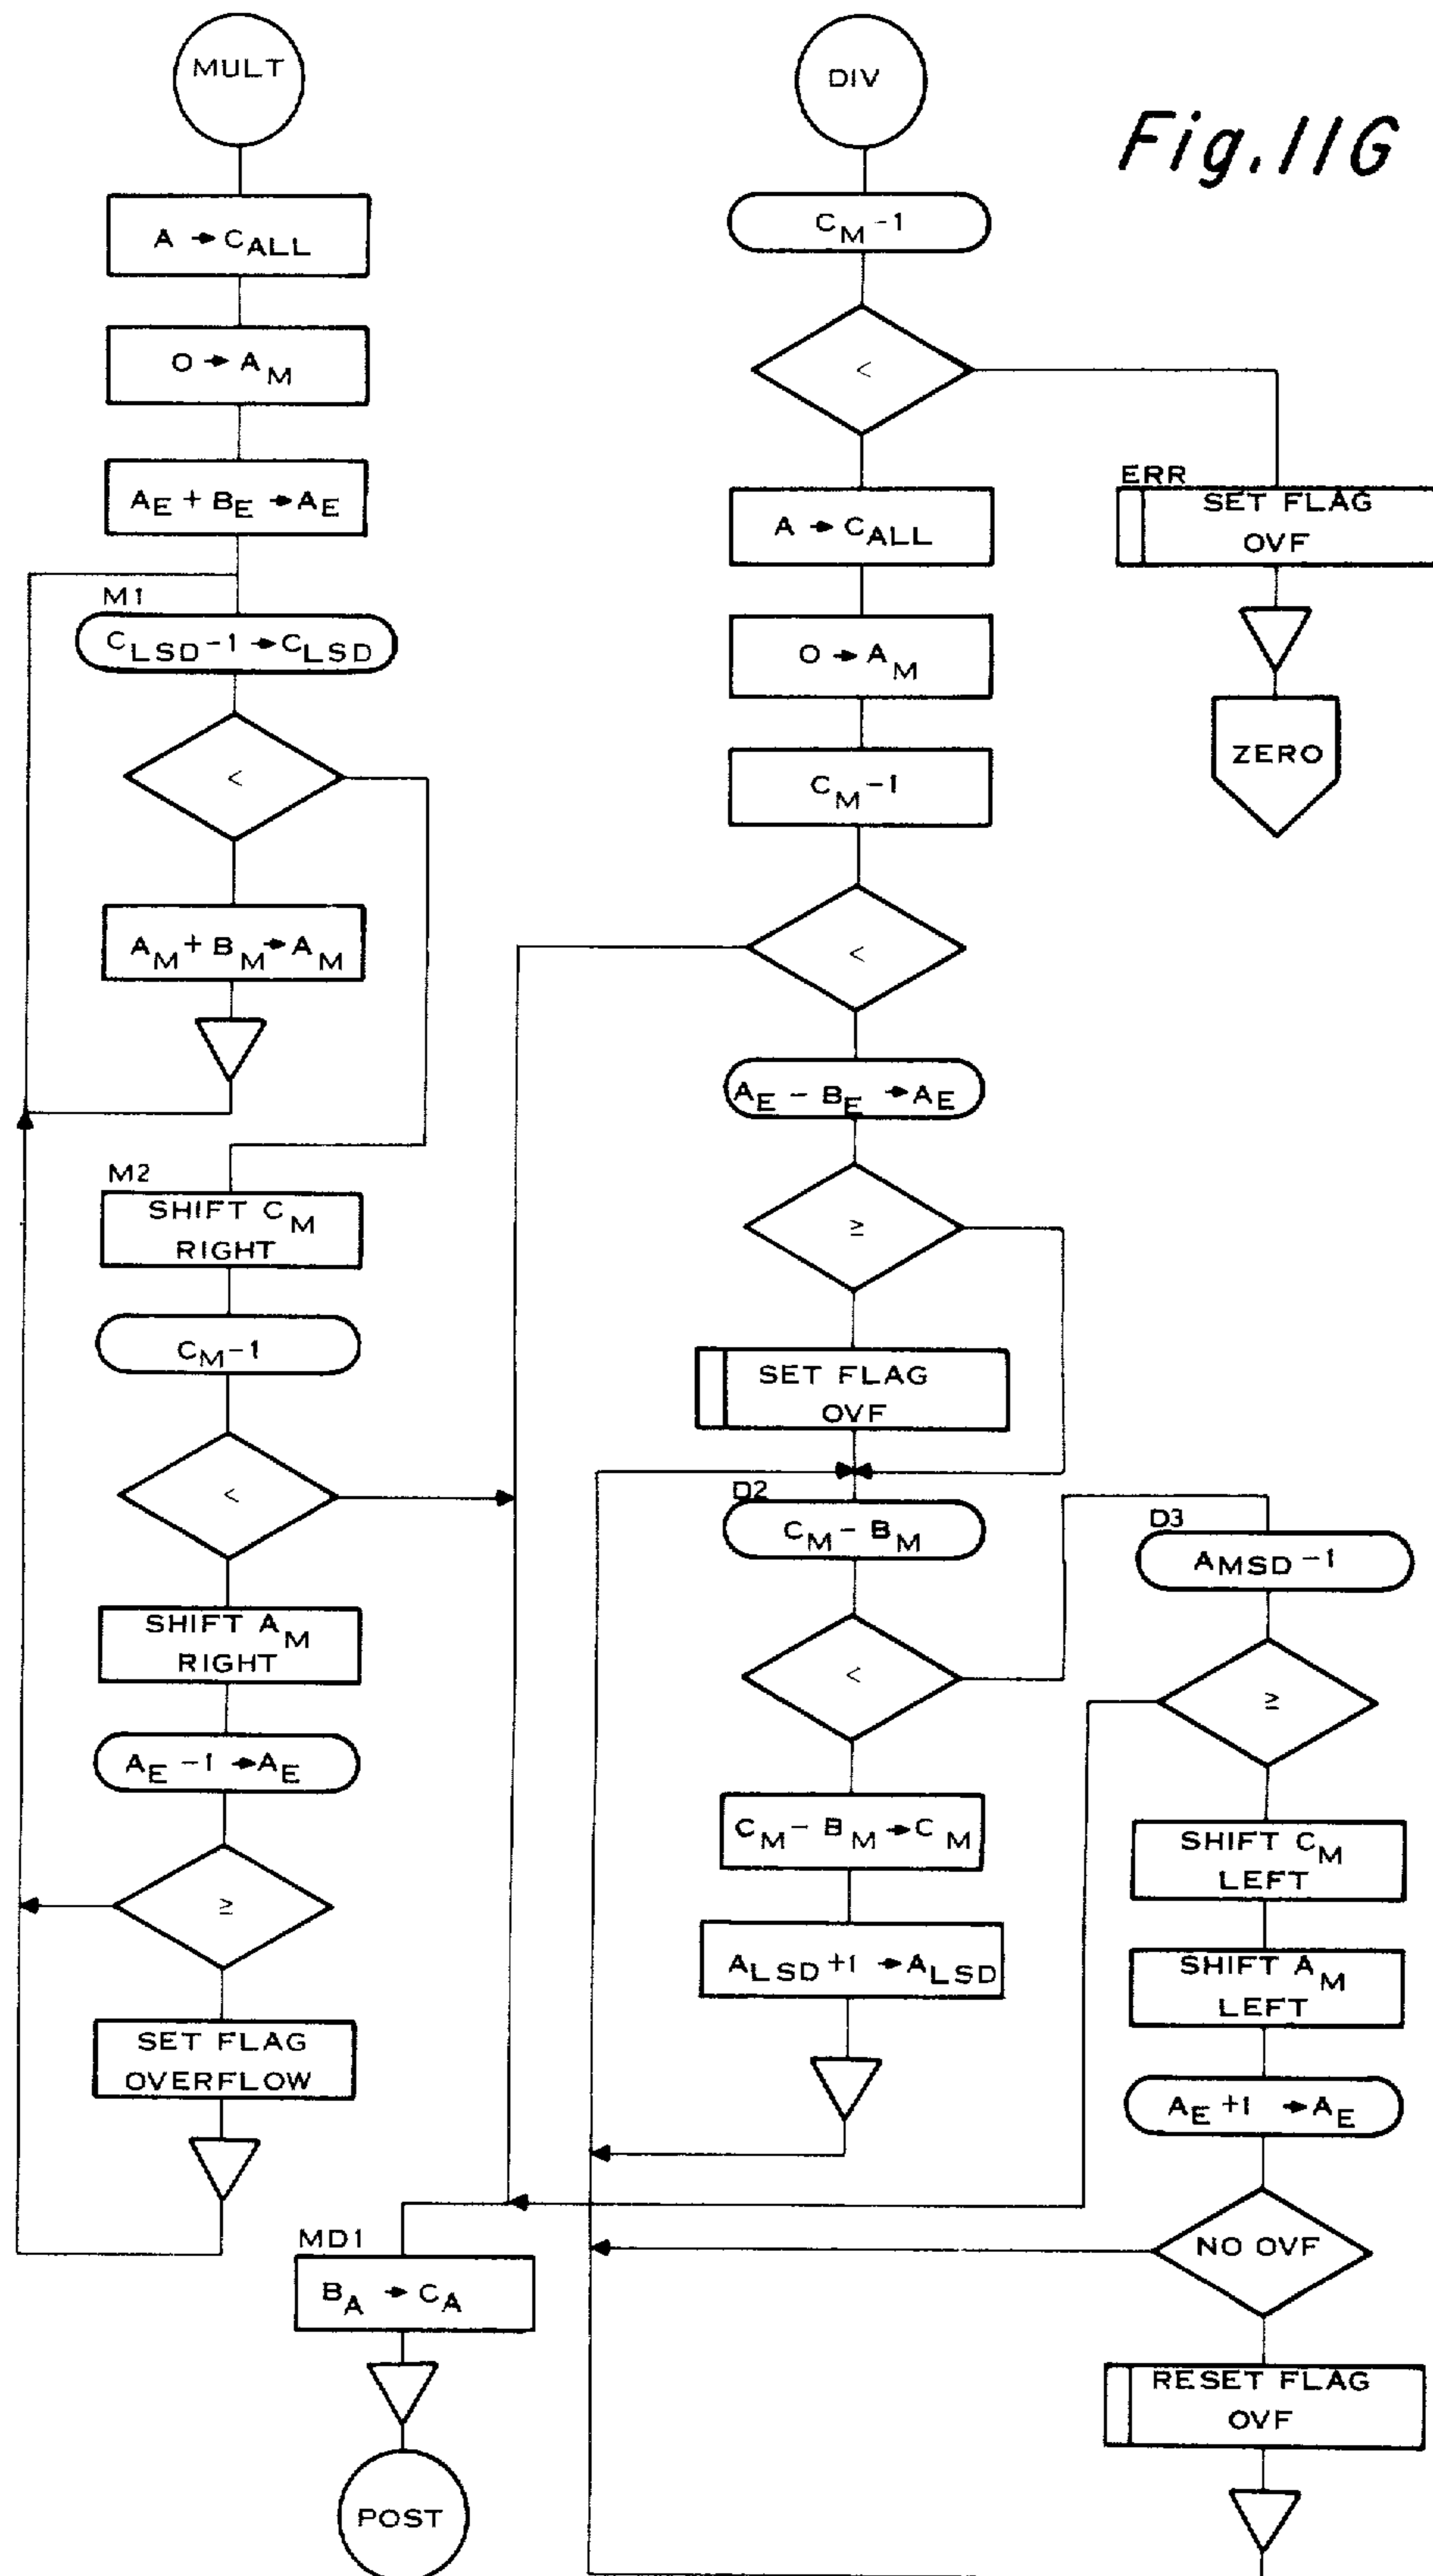 Fig.11G
MULT
A → CALL
O → AM
AE + BE → AE
M1
CLSD -1 → CLSD
<
AM + BM → AM
M2
SHIFT CM
RIGHT
CM -1
<
SHIFT AM
RIGHT
AE -1 → AE
≥
SET FLAG
OVERFLOW
MD1
BA → CA
POST
DIV
CM -1
<
ERR
SET FLAG
OVF
ZERO
A → CALL
O → AM
CM -1
<
AE - BE → AE
≥
SET FLAG
OVF
D2
CM - BM
<
CM - BM → CM
ALSD +1 → ALSD
D3
AMSD -1
≥
SHIFT CM
LEFT
SHIFT AM
LEFT
AE +1 → AE
NO OVF
RESET FLAG
OVF